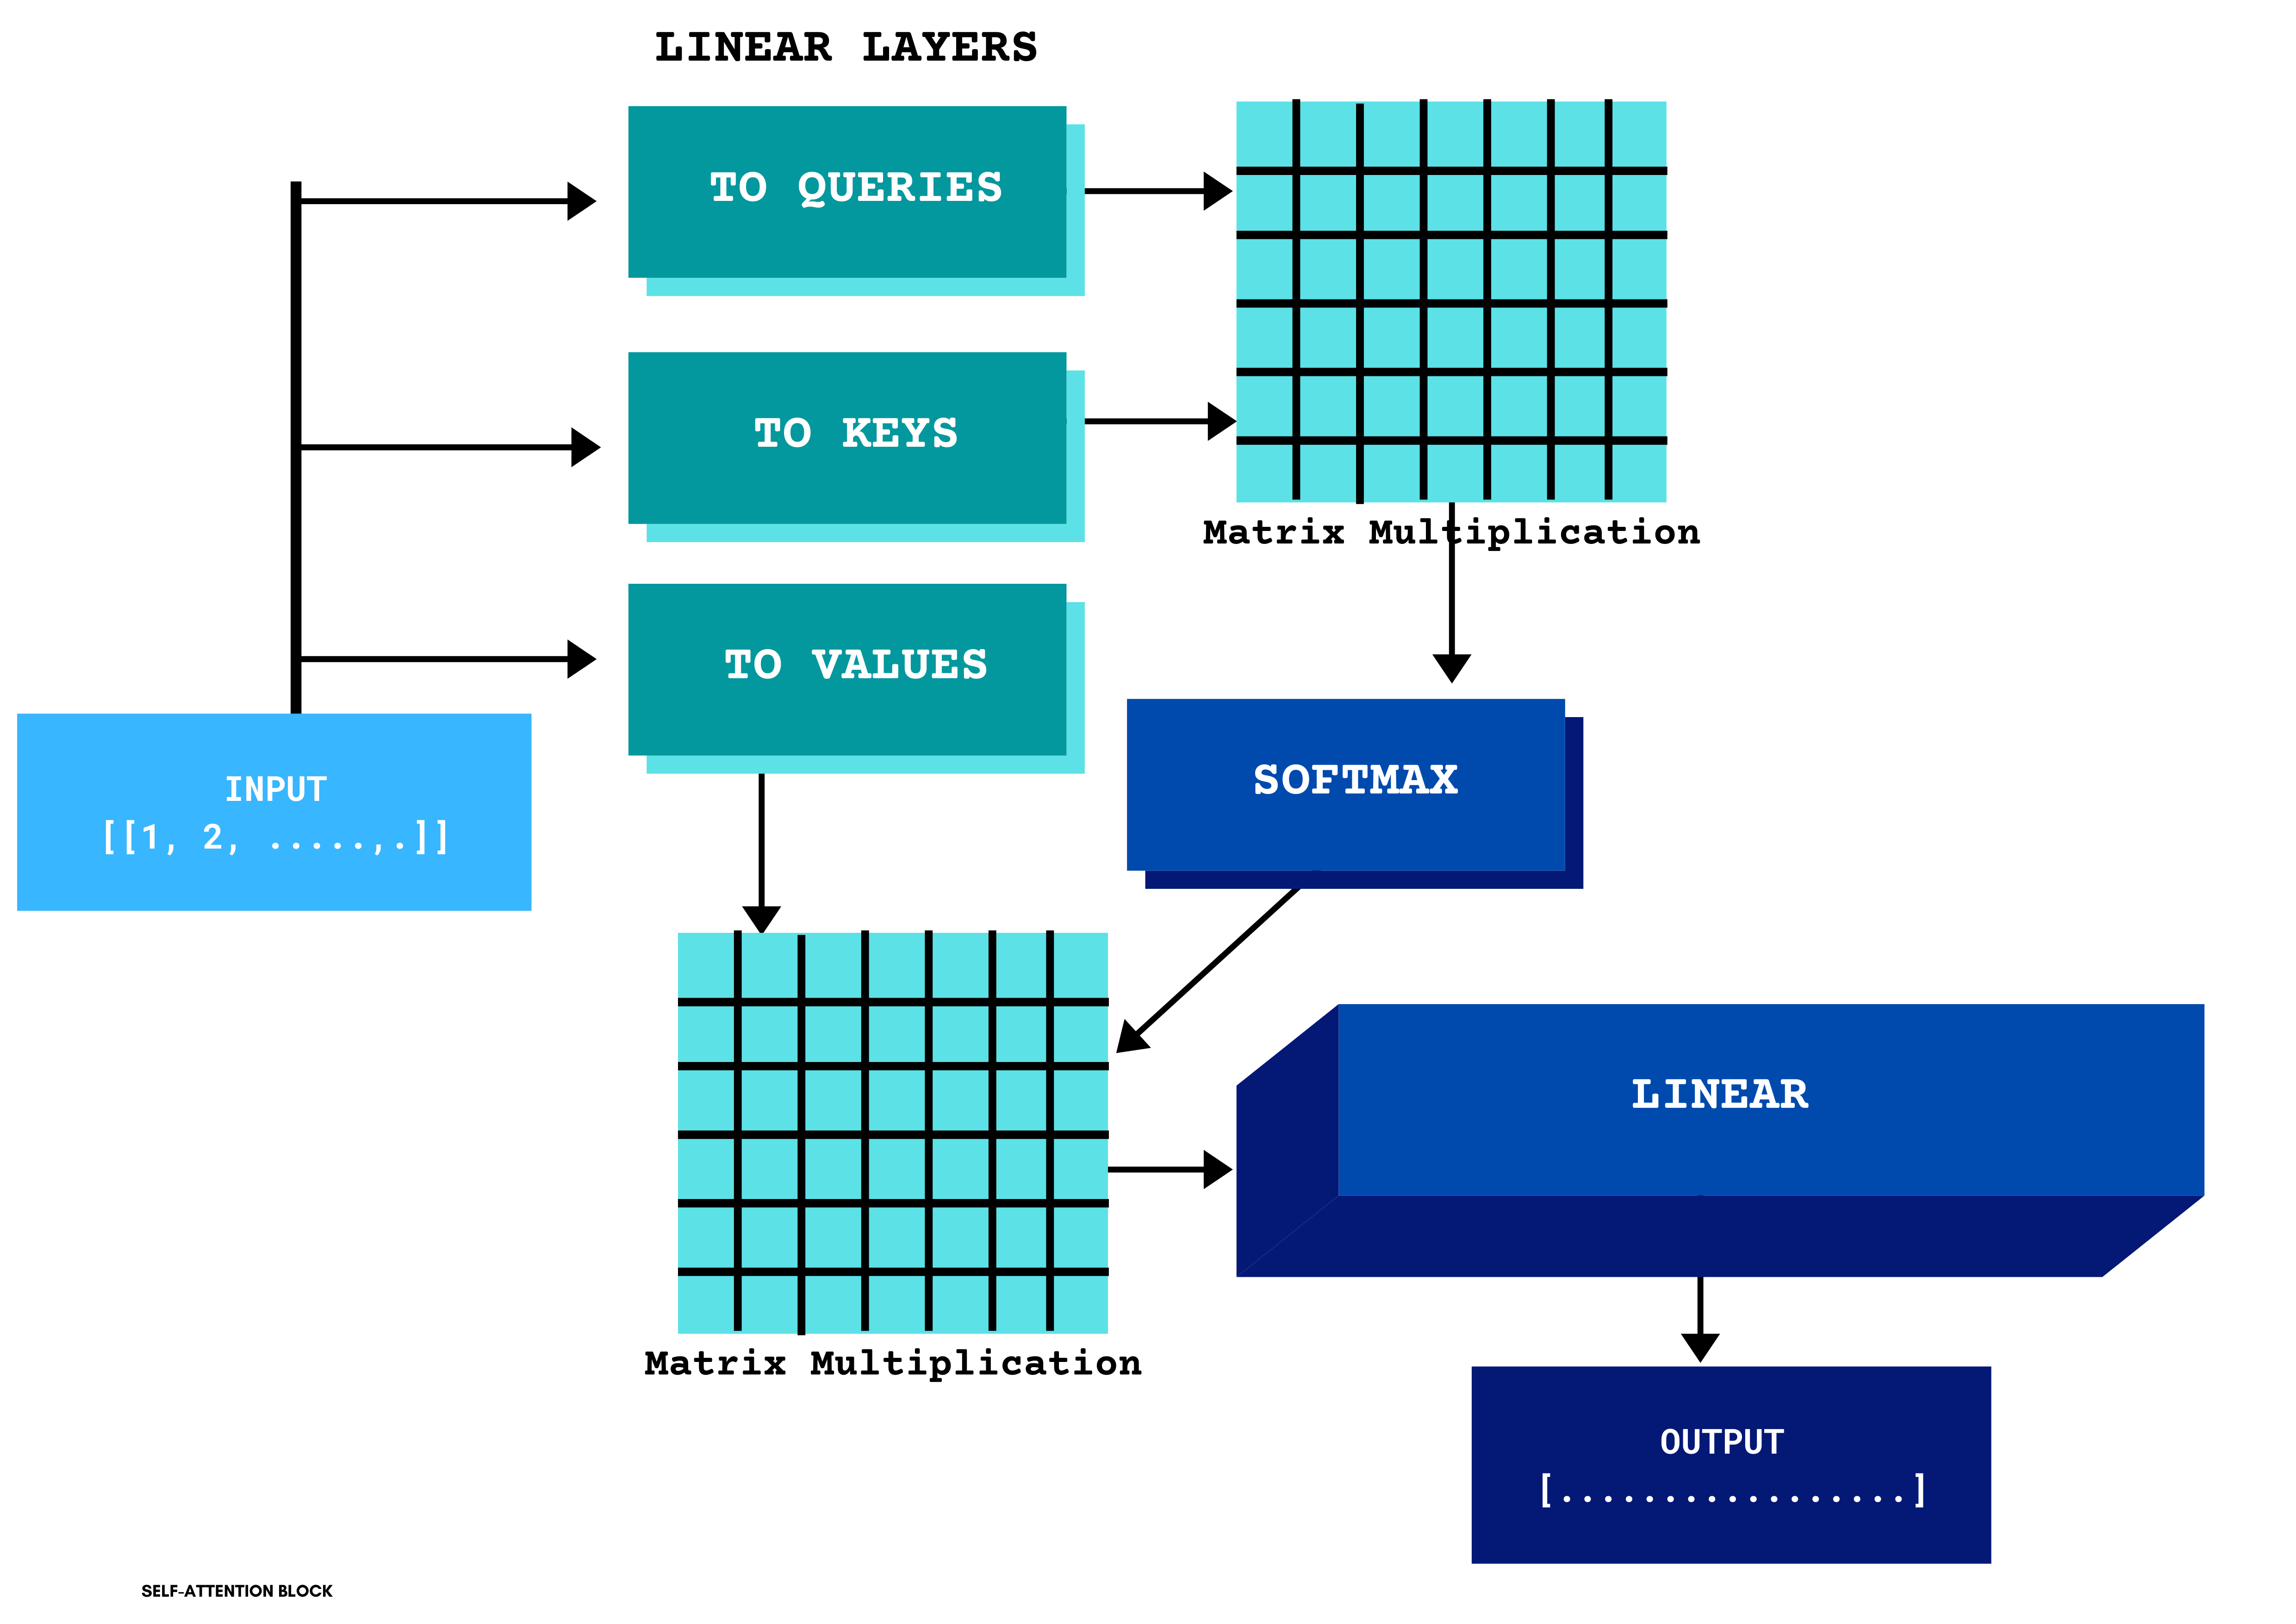 LINEAR LAYERS
TO QUERIES
TO KEYS
Matrix Multiplication
TO VALUES
SOFTMAX
INPUT
[[1, 2, .....,.]]
LINEAR
Matrix Multiplication
OUTPUT
[.................]
SELF-ATTENTION BLOCK